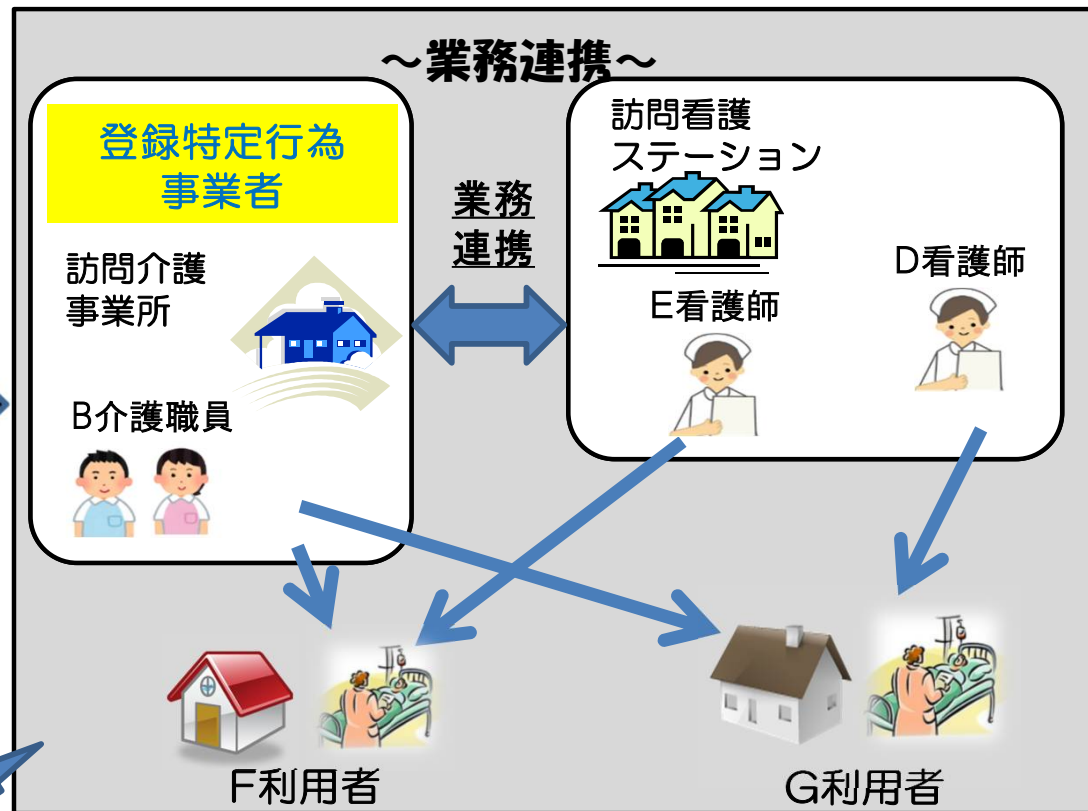 ～業務連携～
登録特定行為
事業者
訪問介護
事業所
B介護職員
業務
連携
訪問看護
ステーション
E看護師
D看護師
F利用者
G利用者